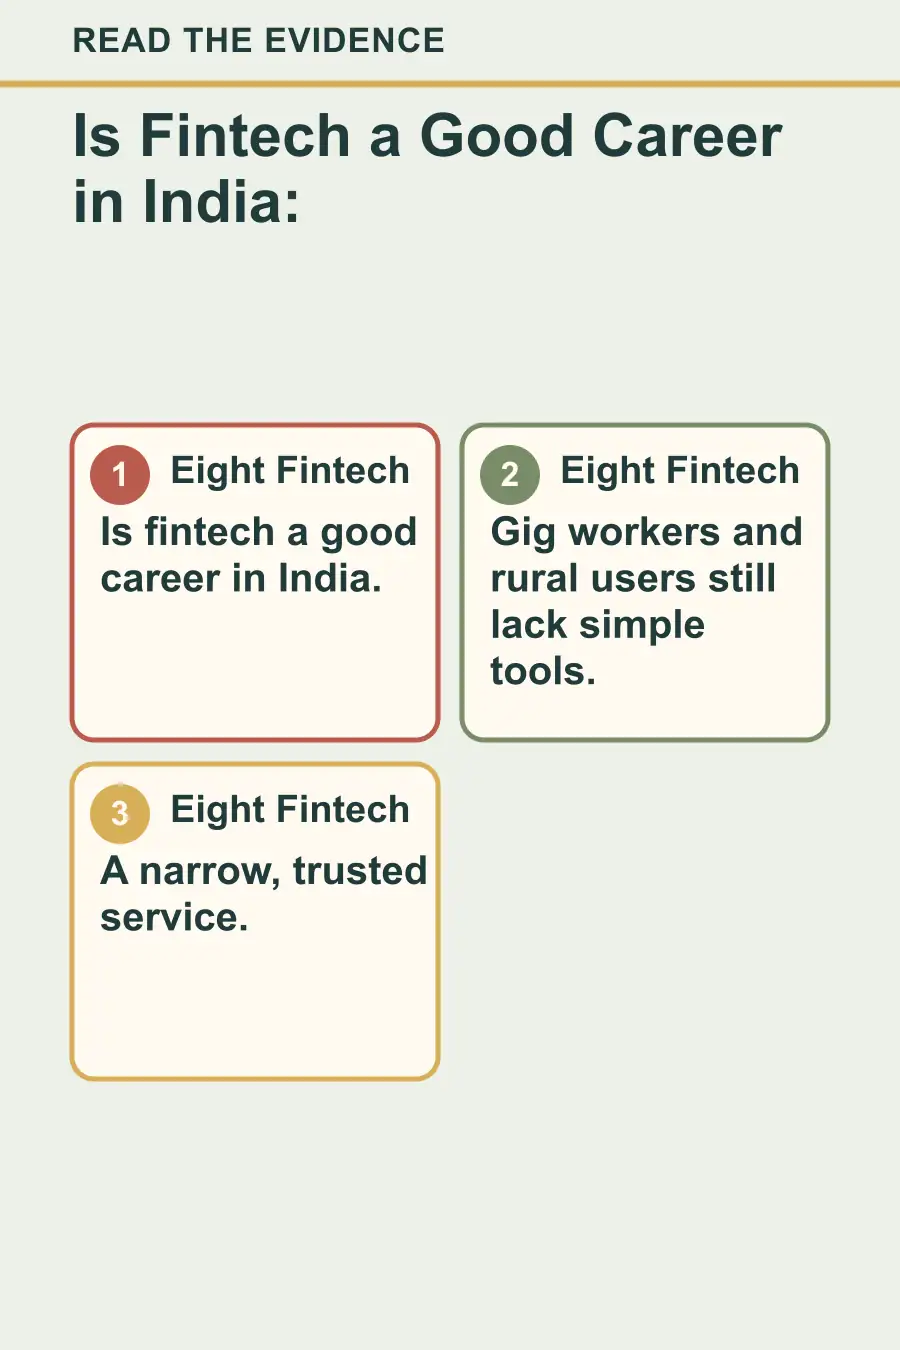 READ THE EVIDENCE
Is Fintech a Good Career
in India:
1 Eight Fintech
Is fintech a good
career in India.
2 Eight Fintech
Gig workers and
rural users still
lack simple
tools.
3 Eight Fintech
A narrow, trusted
service.